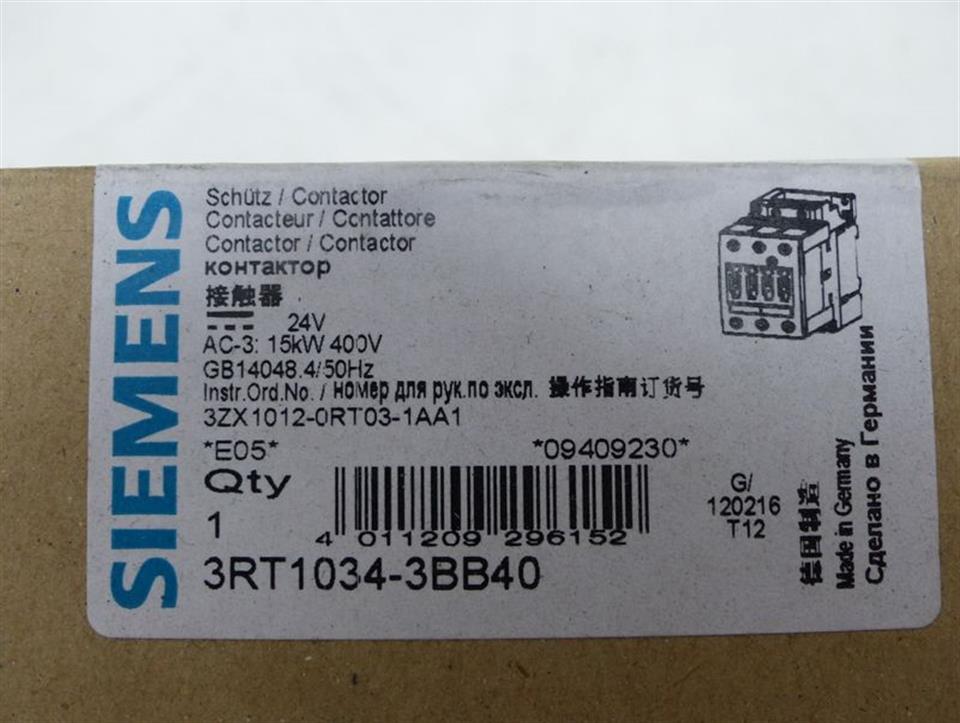 SIEMENS
Schütz / Contactor
Contacteur / Contattore
Contactor / Contactor
контактор
接触器
24V
AC-3: 15kW 400V
GB14048.4/50Hz
Instr.Ord.No. / номер для рук.по экспл. 操作指南订货号
3ZX1012-0RT03-1AA1
*E05* *09409230*
Qty
1
4 011209 296152
3RT1034-3BB40
G/
120216
T12
德国制造
Made in Germany
Сделано в Германии